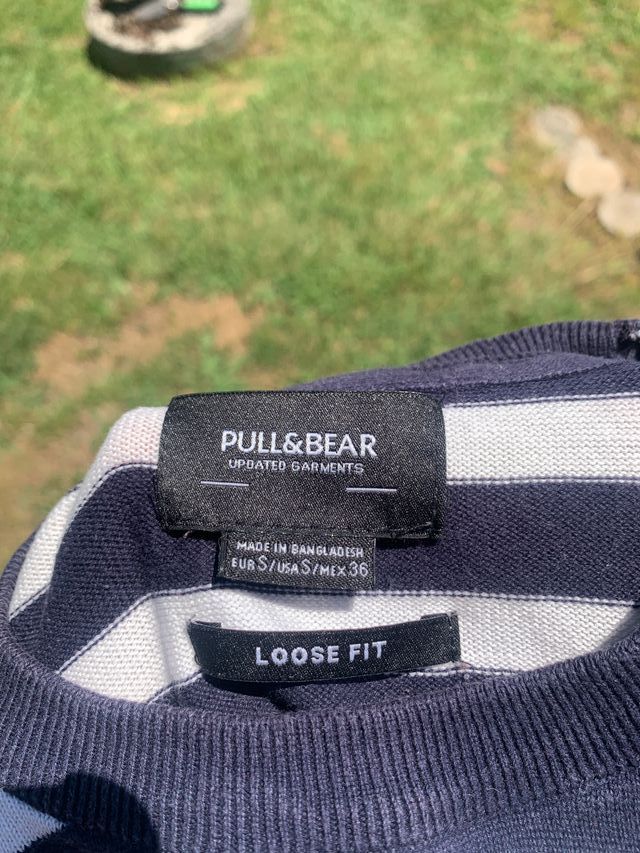 PULL&BEAR
UPDATED GARMENTS
MADE IN BANGLADESH
EUR S/USA S/MEX 36
LOOSE FIT